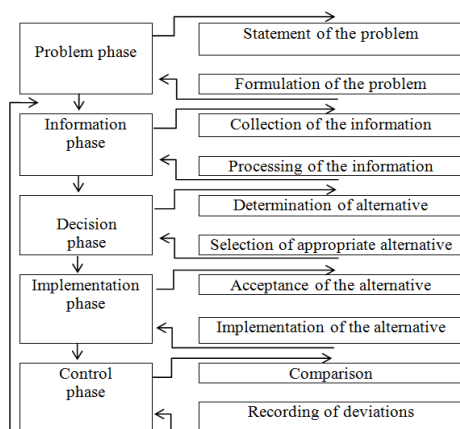 Problem phase
Statement of the problem
Formulation of the problem
Information
phase
Collection of the information
Processing of the information
Decision
phase
Determination of alternative
Selection of appropriate alternative
Implementation
phase
Acceptance of the alternative
Implementation of the alternative
Control
phase
Comparison
Recording of deviations